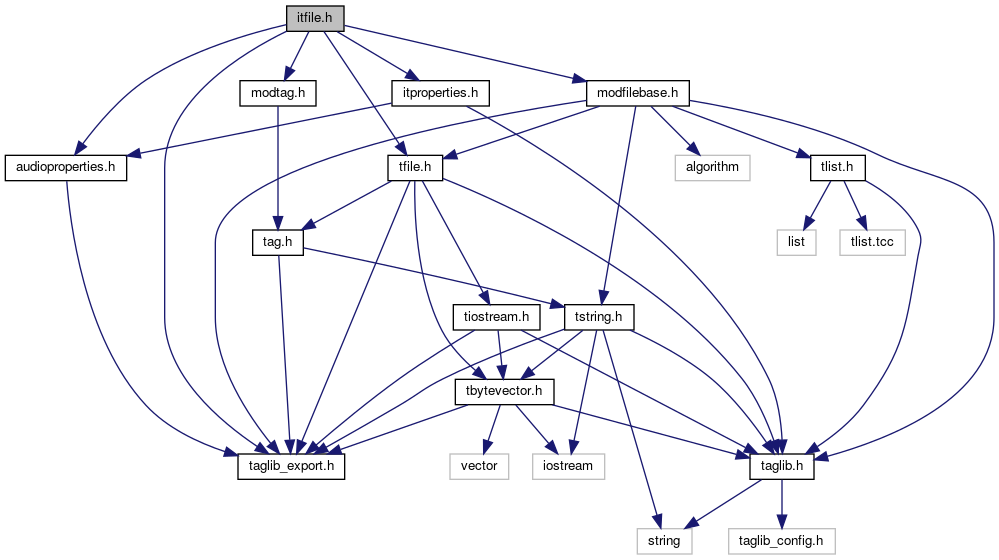 itfile.h
modtag.h
itproperties.h
modfilebase.h
audioproperties.h
tfile.h
algorithm
tlist.h
tag.h
list
tlist.tcc
tiostream.h
tstring.h
tbytevector.h
taglib_export.h
vector
iostream
taglib.h
string
taglib_config.h